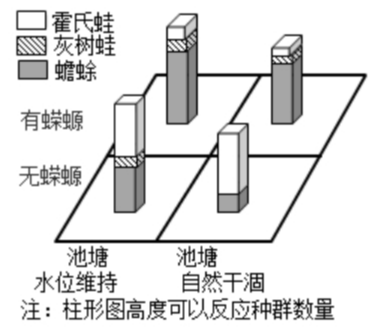 霍氏蛙
灰树蛙
蟾蜍
有蝾螈
无蝾螈
池塘 池塘
水位维持 自然干涸
注：柱形图高度可以反应种群数量